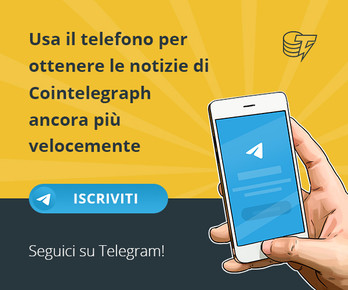 Usa il telefono per
ottenere le notizie di
Cointelegraph
ancora più
velocemente
ISCRIVITI
Seguici su Telegram!